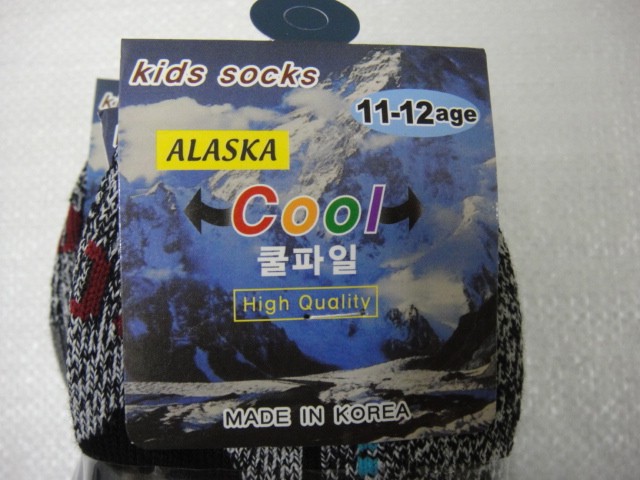 kids socks
11-12age
ALASKA
Cool
쿨파일
High Quality
MADE IN KOREA